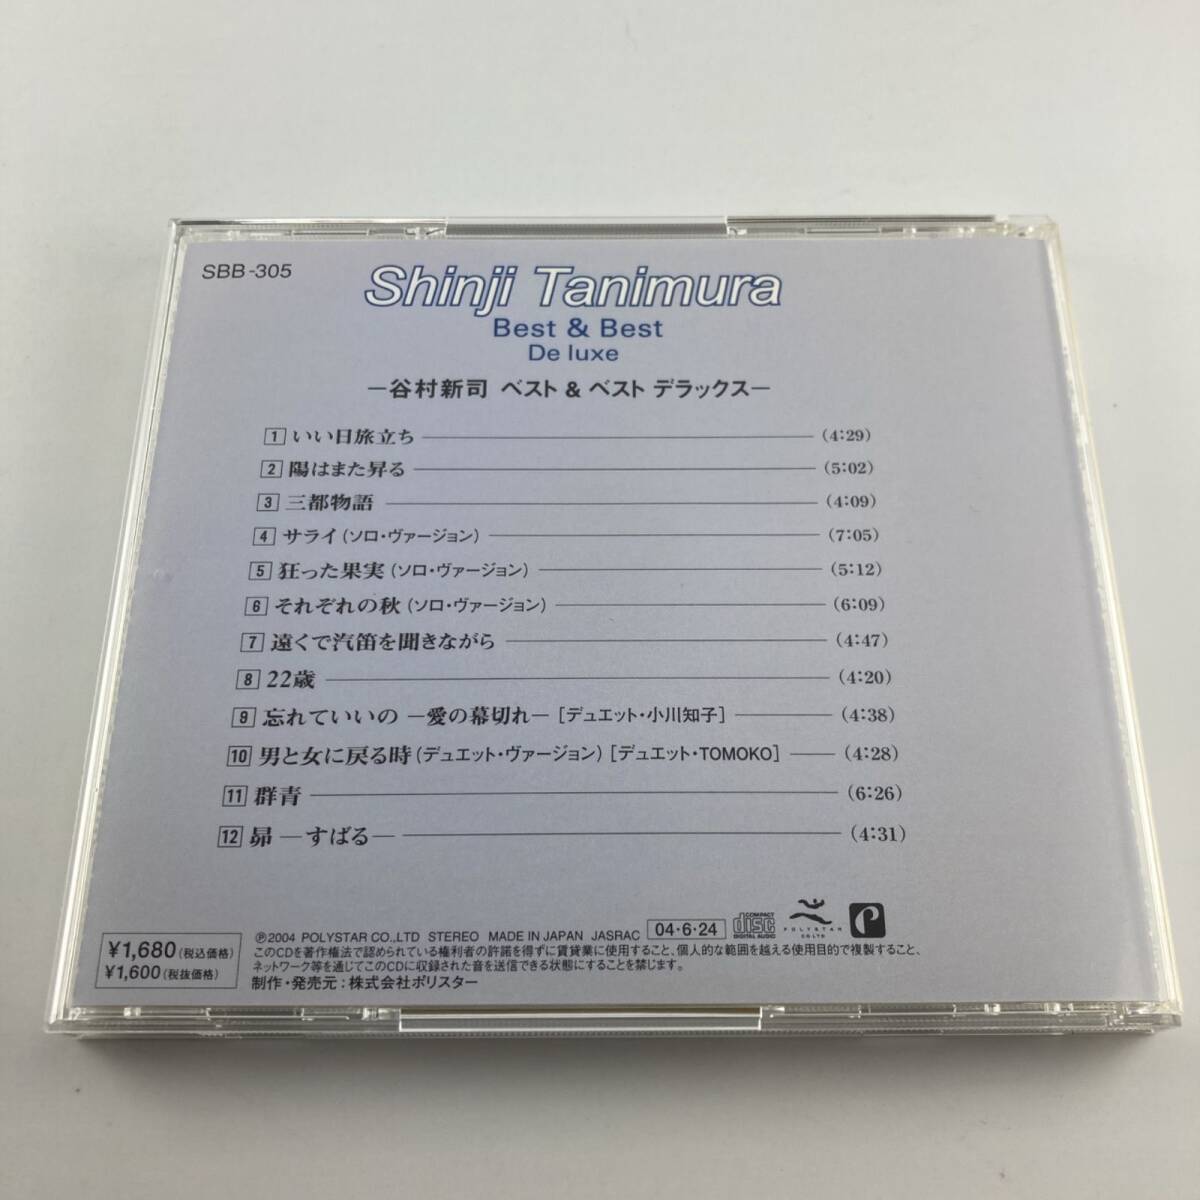 SBB-305
Shinji Tanimura
Best & Best
De luxe
―谷村新司 ベスト & ベスト デラックス―
1 いい日旅立ち (4:29)
2 陽はまた昇る (5:02)
3 三都物語 (4:09)
4 サライ (ソロ・ヴァージョン) (7:05)
5 狂った果実 (ソロ・ヴァージョン) (5:12)
6 それぞれの秋 (ソロ・ヴァージョン) (6:09)
7 遠くで汽笛を聞きながら (4:47)
8 22歳 (4:20)
9 忘れていいの ―愛の幕切れ― [デュエット・小川知子] (4:38)
10 男と女に戻る時 (デュエット・ヴァージョン) [デュエット・TOMOKO] (4:28)
11 群青 (6:26)
12 昴 ―すばる― (4:31)
¥1,680 (税込価格)
¥1,600 (税抜価格)
℗2004 POLYSTAR CO.,LTD STEREO MADE IN JAPAN JASRAC 04・6・24
COMPACT
disc
DIGITAL AUDIO
POLYSTAR
CO.LTD
このCDを著作権法で認められている権利者の許諾を得ずに賃貸業に使用すること、個人的な範囲を越える使用目的で複製すること、
ネットワーク等を通じてこのCDに収録された音を送信できる状態にすることを禁じます。
制作・発売元：株式会社ポリスター